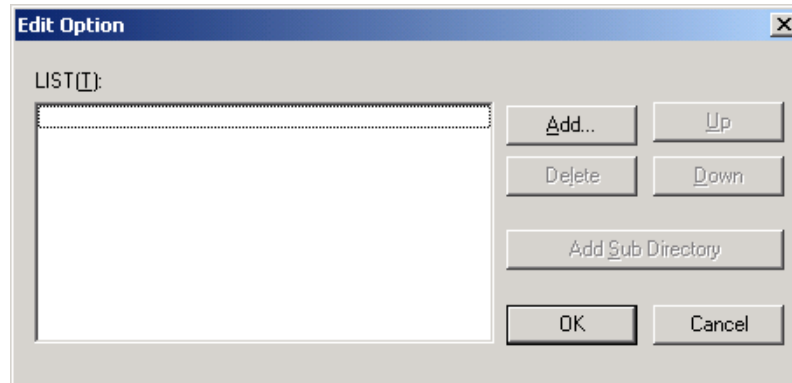 Edit Option
LIST(T):
Add...
Up
Delete
Down
Add Sub Directory
OK
Cancel